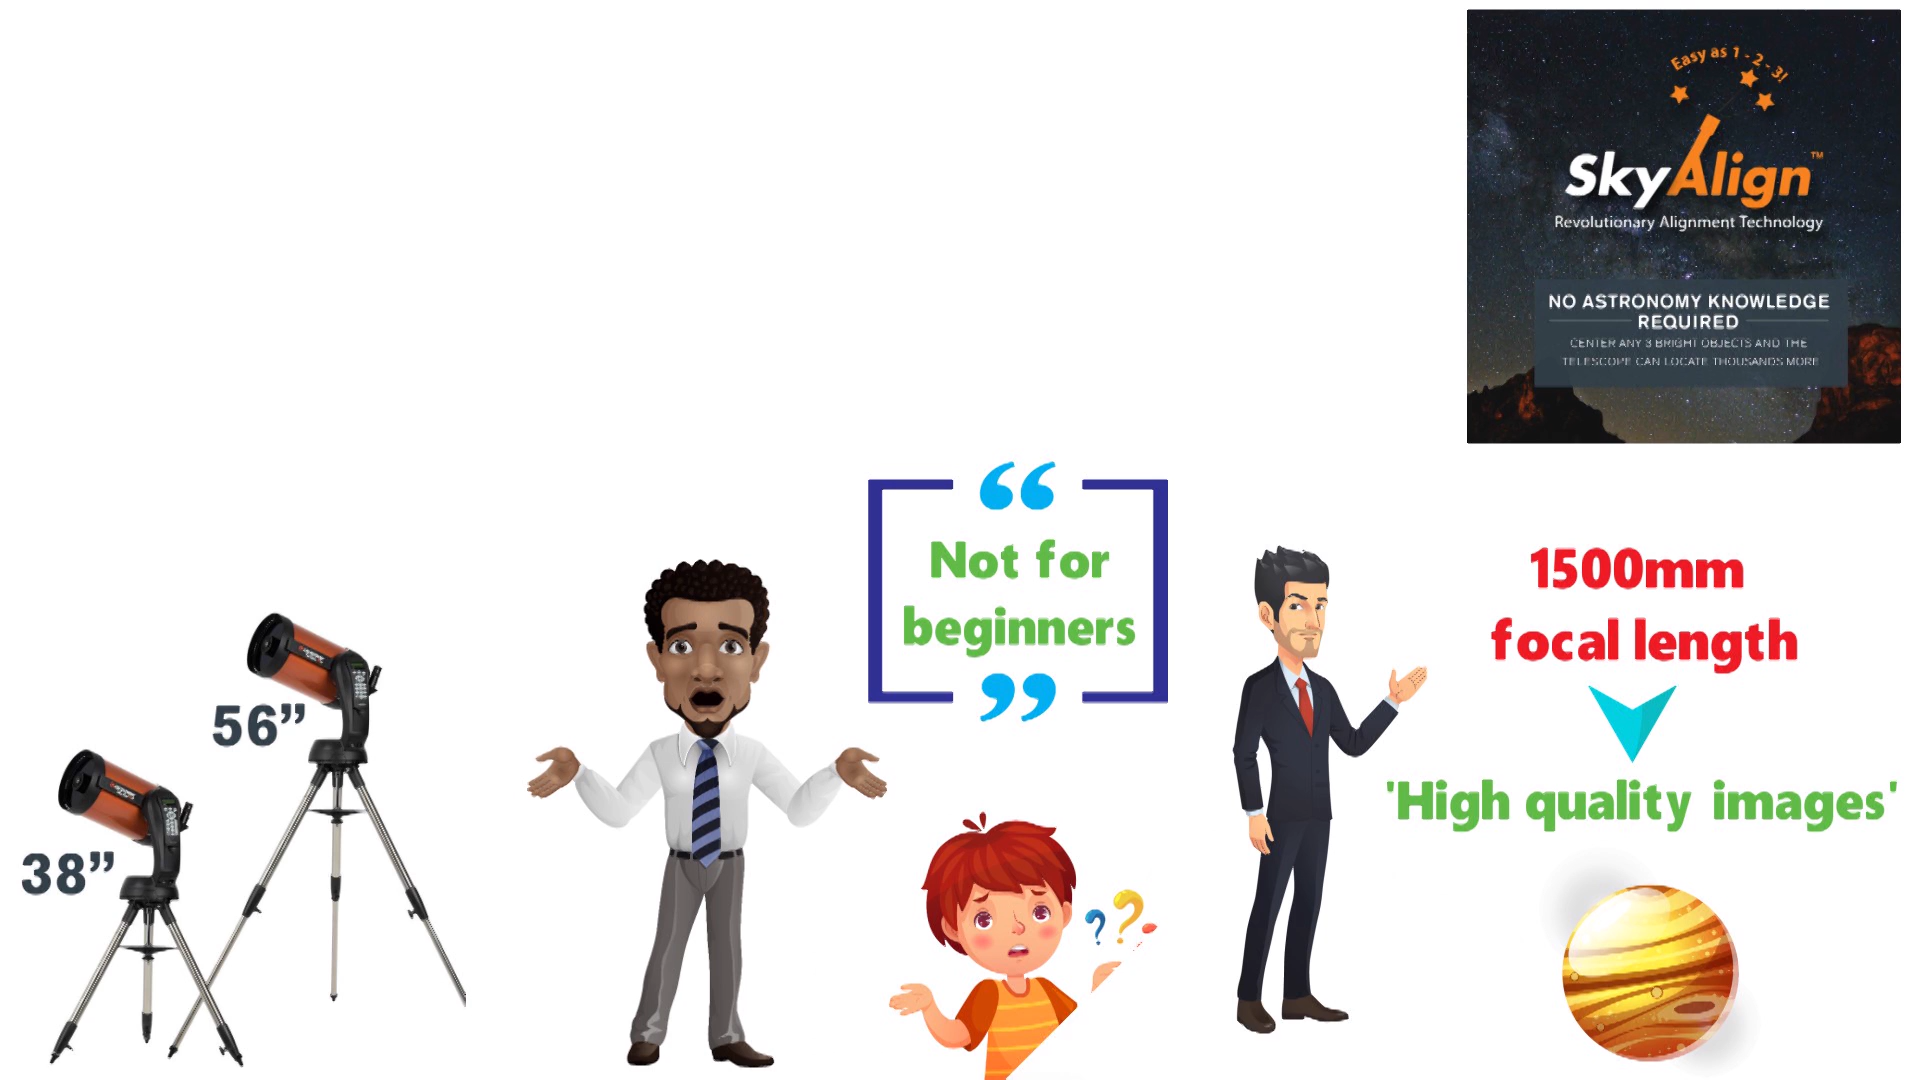 Easy as 1 - 2 - 3!
SkyAlign™
Revolutionary Alignment Technology
NO ASTRONOMY KNOWLEDGE
REQUIRED
CENTER ANY 3 BRIGHT OBJECTS AND THE
TELESCOPE CAN LOCATE THOUSANDS MORE
“
Not for
beginners
”
1500mm
focal length
'High quality images'
56”
38”